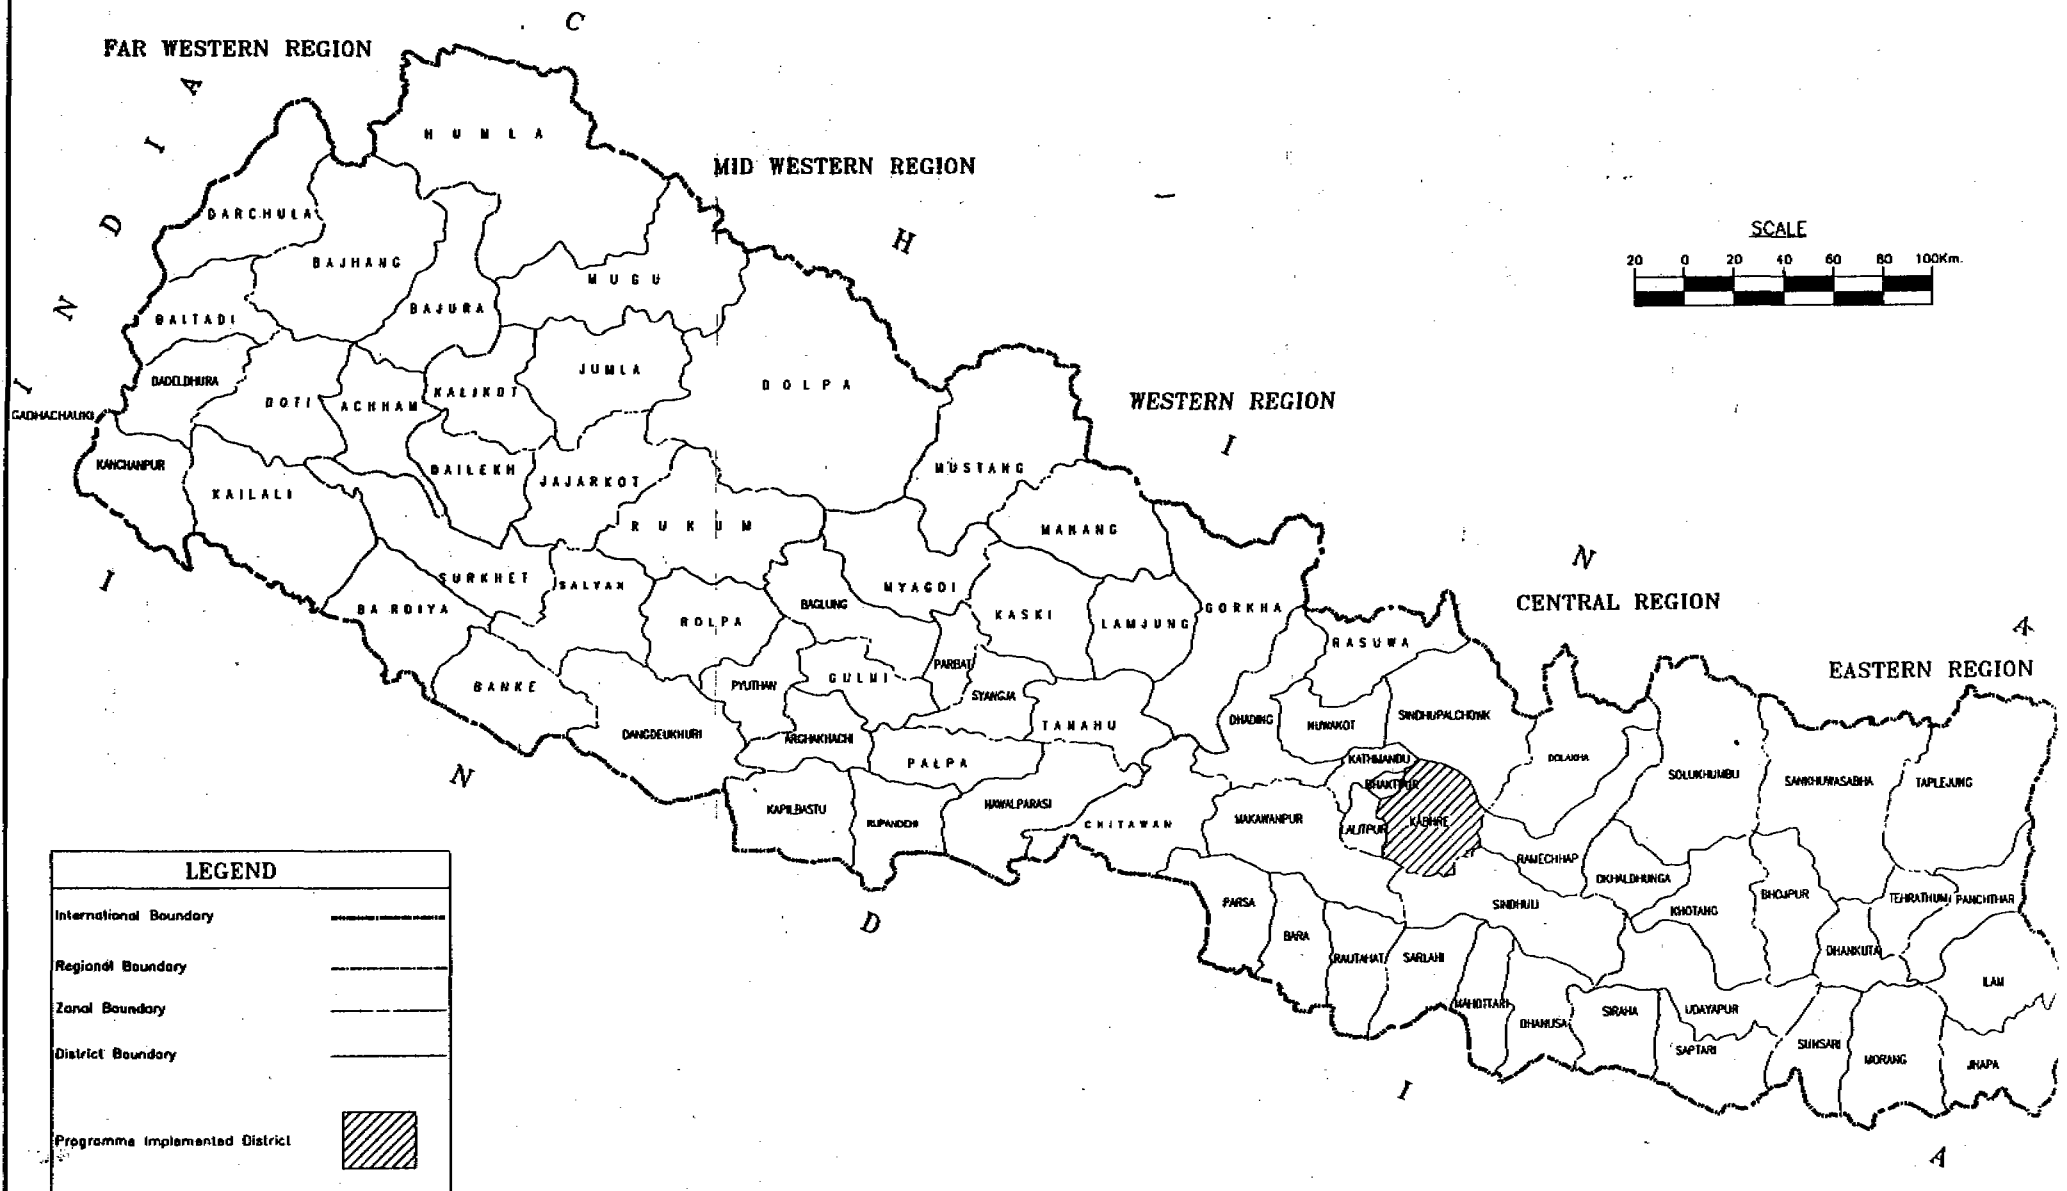 C
FAR WESTERN REGION
A
I
D
N
I
HUMLA
MID WESTERN REGION
H
DARCHULA
BAJHANG
BAJURA
MUGU
BAITADI
DADELDHURA
DOTI
ACHHAM
KALIKOT
JUMLA
DOLPA
GADHACHAUKI
KANCHANPUR
KAILALI
DAILEKH
JAJARKOT
RUKUM
MUSTANG
WESTERN REGION
I
MANANG
SCALE
20 0 20 40 60 80 100Km.
I
BARDIYA
SURKHET
SALYAN
ROLPA
BAGLUNG
MYAGDI
KASKI
LAMJUNG
GORKHA
N
CENTRAL REGION
A
EASTERN REGION
RASUWA
BANKE
DANGDEUKHURI
PYUTHAN
GULMI
PARBAT
SYANGJA
TANAHU
ARGHAKHACHI
PALPA
DHADING
NUWAKOT
SINDHUPALCHOWK
DOLAKHA
SOLUKHUMBU
SANKHUWASABHA
TAPLEJUNG
N
KAPILBASTU
RUPANDEHI
NAWALPARASI
CHITAWAN
MAKAWANPUR
KATHMANDU
BHAKTPUR
LALITPUR
KABHRE
RAMECHHAP
OKHALDHUNGA
KHOTANG
BHOJPUR
TEHRATHUM
PANCHTHAR
D
PARSA
BARA
RAUTAHAT
SARLAHI
SINDHULI
MAHOTTARI
DHANUSA
SIRAHA
UDAYAPUR
SAPTARI
DHANKUTA
SUNSARI
MORANG
ILAM
JHAPA
I
A
LEGEND
International Boundary
Regional Boundary
Zonal Boundary
District Boundary
Programme Implemented District